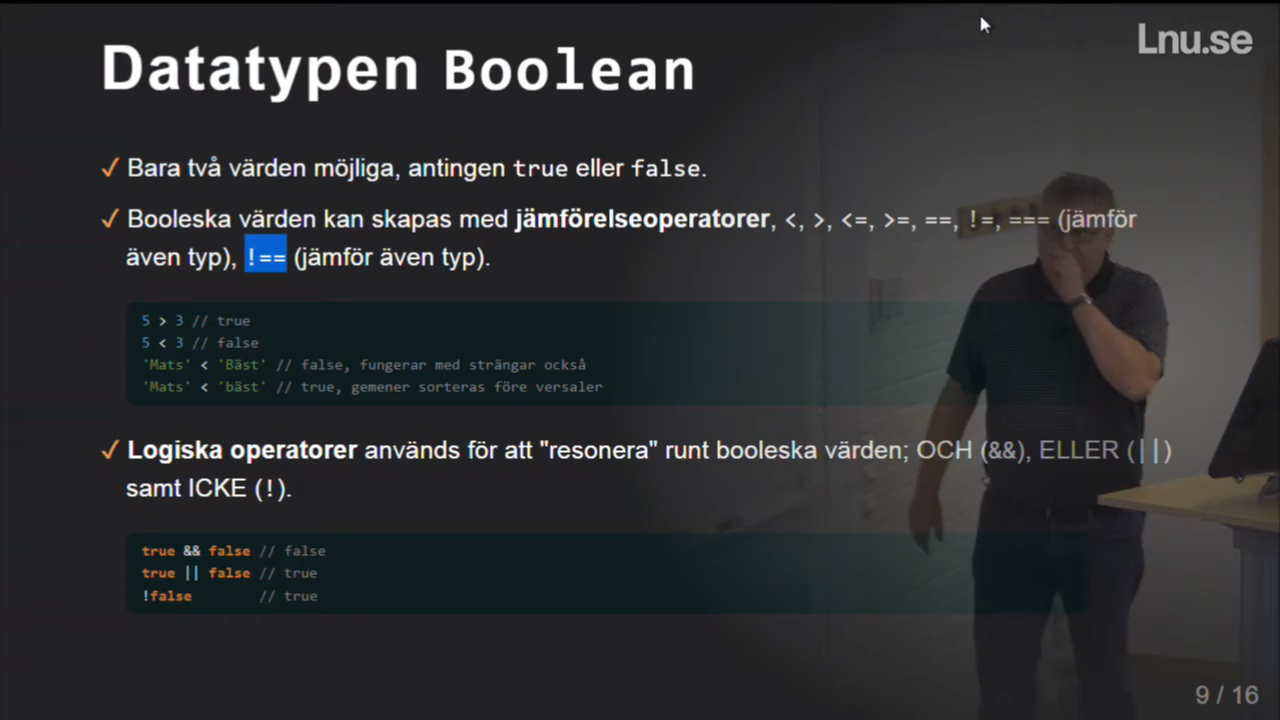 Lnu.se
Datatypen Boolean
✓ Bara två värden möjliga, antingen true eller false.
✓ Booleska värden kan skapas med jämförelseoperatorer, <, >, <=, >=, ==, !=, === (jämför
även typ), !== (jämför även typ).
5 > 3 // true
5 < 3 // false
'Mats' < 'Bäst' // false, fungerar med strängar också
'Mats' < 'bäst' // true, gemener sorteras före versaler
✓ Logiska operatorer används för att "resonera" runt booleska värden; OCH (&&), ELLER (||)
samt ICKE (!).
true && false // false
true || false // true
!false // true
9 / 16